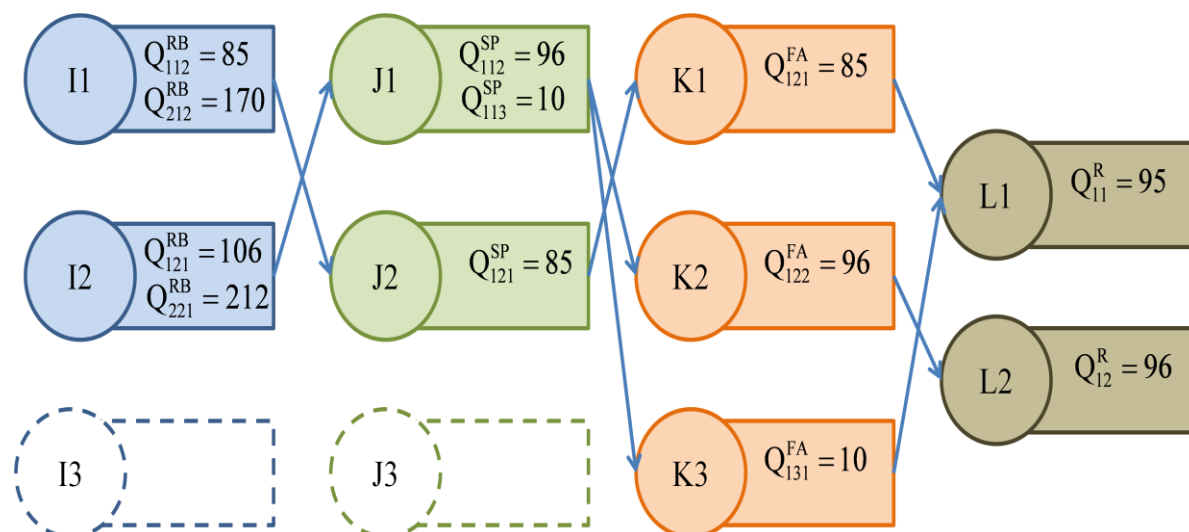 I1
Q^RB_112 = 85
Q^RB_212 = 170
J1
Q^SP_112 = 96
Q^SP_113 = 10
K1
Q^FA_121 = 85
L1
Q^R_11 = 95
I2
Q^RB_121 = 106
Q^RB_221 = 212
J2
Q^SP_121 = 85
K2
Q^FA_122 = 96
L2
Q^R_12 = 96
I3
J3
K3
Q^FA_131 = 10